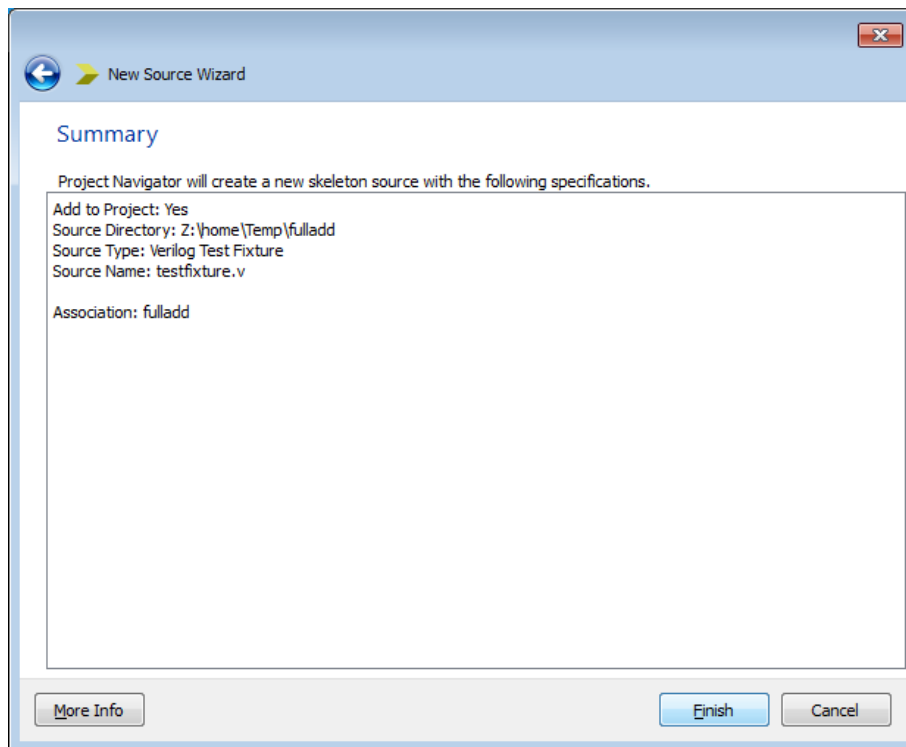 New Source Wizard
Summary
Project Navigator will create a new skeleton source with the following specifications.
Add to Project: Yes
Source Directory: Z:\home\Temp\fulladd
Source Type: Verilog Test Fixture
Source Name: testfixture.v
Association: fulladd
More Info
Finish
Cancel